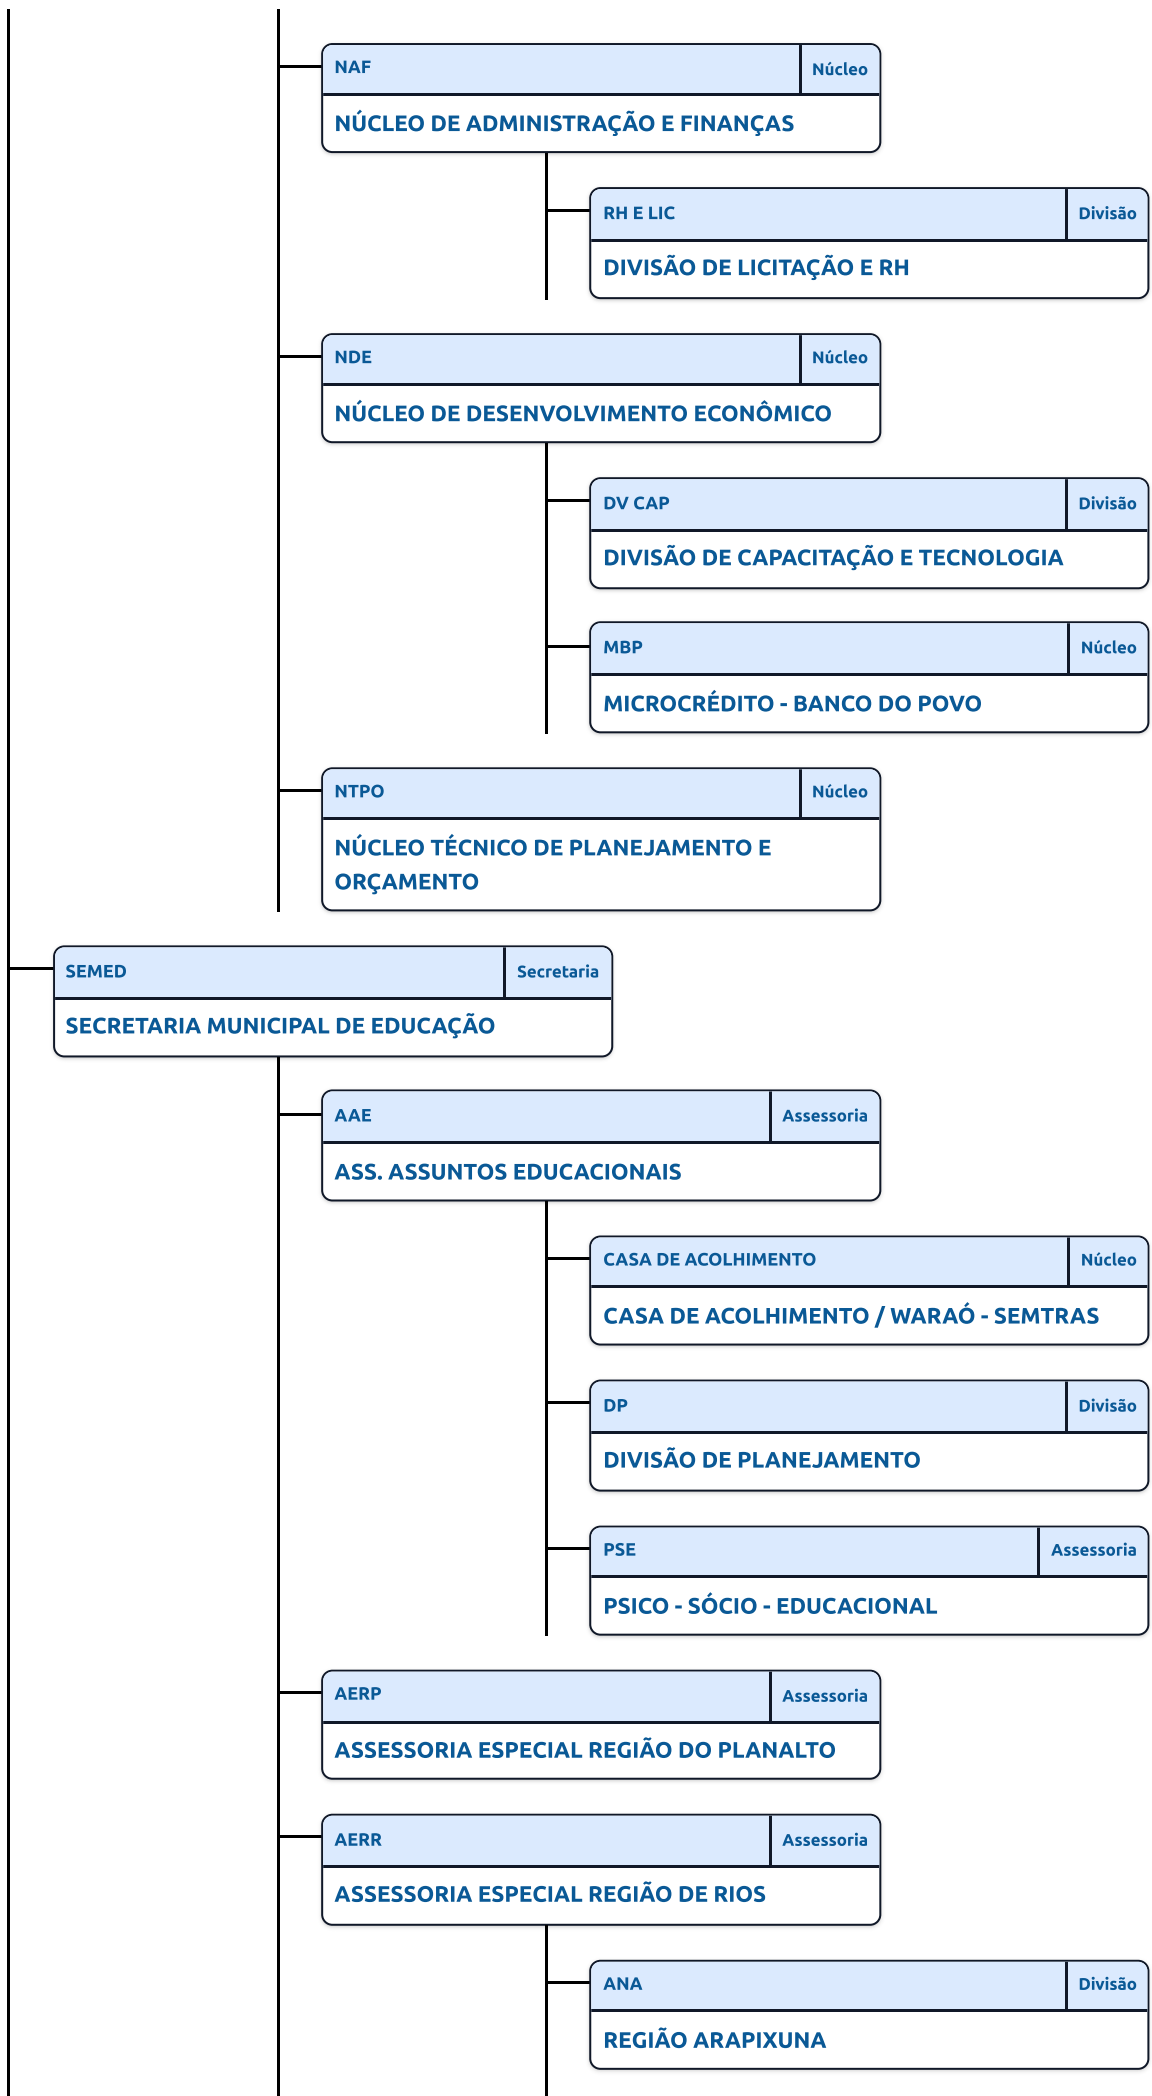 NAF
Núcleo
NÚCLEO DE ADMINISTRAÇÃO E FINANÇAS
RH E LIC
Divisão
DIVISÃO DE LICITAÇÃO E RH
NDE
Núcleo
NÚCLEO DE DESENVOLVIMENTO ECONÔMICO
DV CAP
Divisão
DIVISÃO DE CAPACITAÇÃO E TECNOLOGIA
MBP
Núcleo
MICROCRÉDITO - BANCO DO POVO
NTPO
Núcleo
NÚCLEO TÉCNICO DE PLANEJAMENTO E
ORÇAMENTO
SEMED
Secretaria
SECRETARIA MUNICIPAL DE EDUCAÇÃO
AAE
Assessoria
ASS. ASSUNTOS EDUCACIONAIS
CASA DE ACOLHIMENTO
Núcleo
CASA DE ACOLHIMENTO / WARAÓ - SEMTRAS
DP
Divisão
DIVISÃO DE PLANEJAMENTO
PSE
Assessoria
PSICO - SÓCIO - EDUCACIONAL
AERP
Assessoria
ASSESSORIA ESPECIAL REGIÃO DO PLANALTO
AERR
Assessoria
ASSESSORIA ESPECIAL REGIÃO DE RIOS
ANA
Divisão
REGIÃO ARAPIXUNA